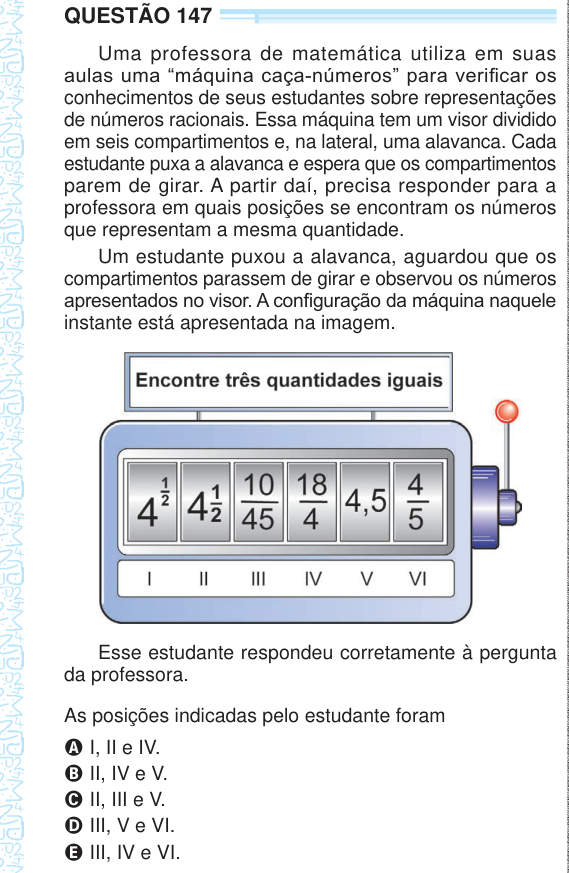 QUESTÃO 147
Uma professora de matemática utiliza em suas
aulas uma “máquina caça-números” para verificar os
conhecimentos de seus estudantes sobre representações
de números racionais. Essa máquina tem um visor dividido
em seis compartimentos e, na lateral, uma alavanca. Cada
estudante puxa a alavanca e espera que os compartimentos
parem de girar. A partir daí, precisa responder para a
professora em quais posições se encontram os números
que representam a mesma quantidade.
Um estudante puxou a alavanca, aguardou que os
compartimentos parassem de girar e observou os números
apresentados no visor. A configuração da máquina naquele
instante está apresentada na imagem.
Encontre três quantidades iguais
4^(1/2) 4 1/2 10/45 18/4 4,5 4/5
I II III IV V VI
Esse estudante respondeu corretamente à pergunta
da professora.
As posições indicadas pelo estudante foram
A I, II e IV.
B II, IV e V.
C II, III e V.
D III, V e VI.
E III, IV e VI.